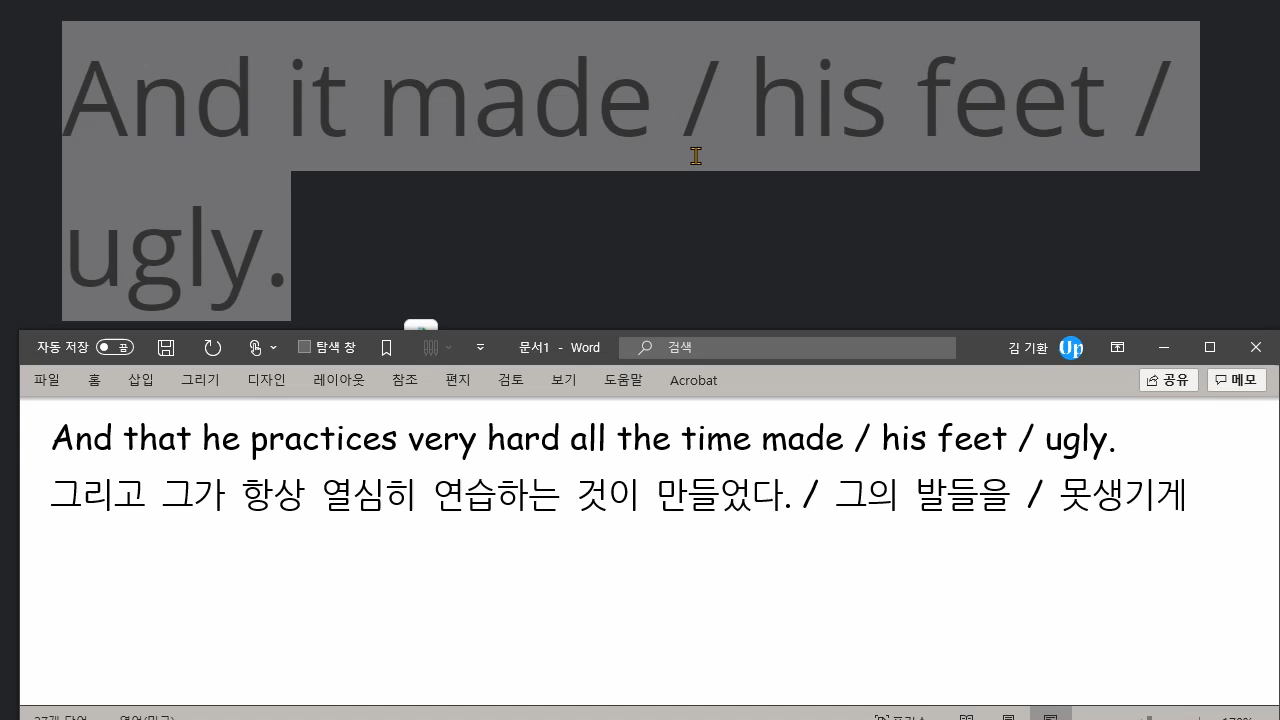 And it made / his feet /
ugly.
자동 저장 끔 탐색 창 문서1 - Word 검색 김 기환 Up
파일 홈 삽입 그리기 디자인 레이아웃 참조 편지 검토 보기 도움말 Acrobat 공유 메모
And that he practices very hard all the time made / his feet / ugly.
그리고 그가 항상 열심히 연습하는 것이 만들었다. / 그의 발들을 / 못생기게